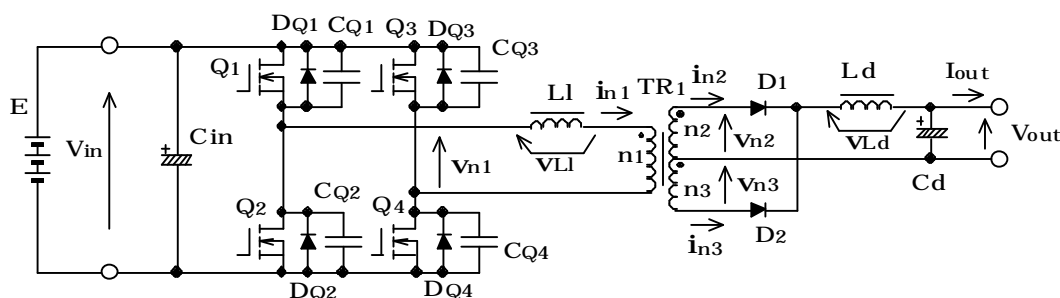 DQ1 CQ1 Q3 DQ3
CQ3
Q1
Ll in1 TR1 in2 D1 Ld Iout
E
Vin Cin
+
vn1 vLl n1 n2 vn2 vLd + Vout
n3 vn3 Cd
Q2 CQ2 Q4
D2
CQ4
in3
DQ2 DQ4